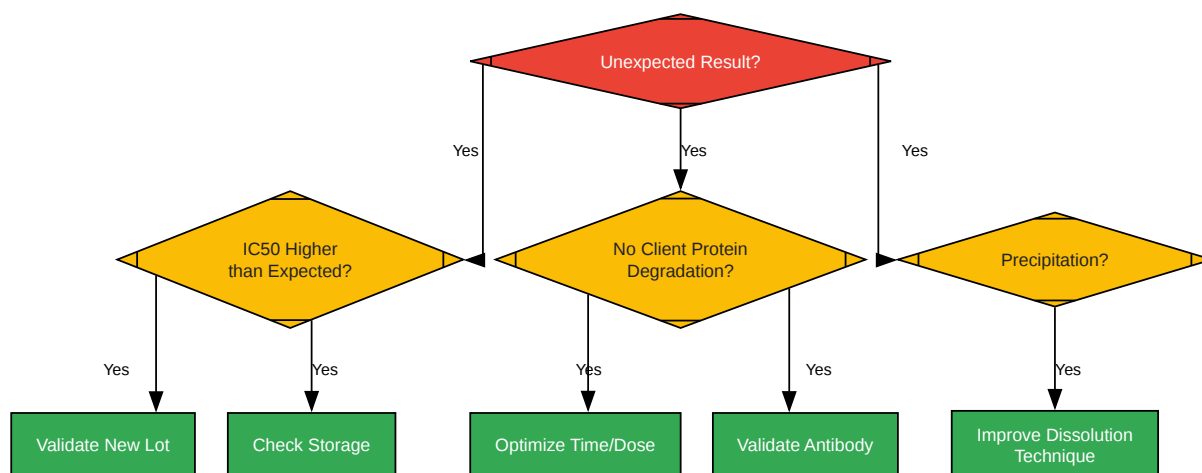 Unexpected Result?
Yes
Yes
Yes
IC50 Higher
than Expected?
No Client Protein
Degradation?
Precipitation?
Yes
Yes
Yes
Yes
Yes
Validate New Lot
Check Storage
Optimize Time/Dose
Validate Antibody
Improve Dissolution
Technique